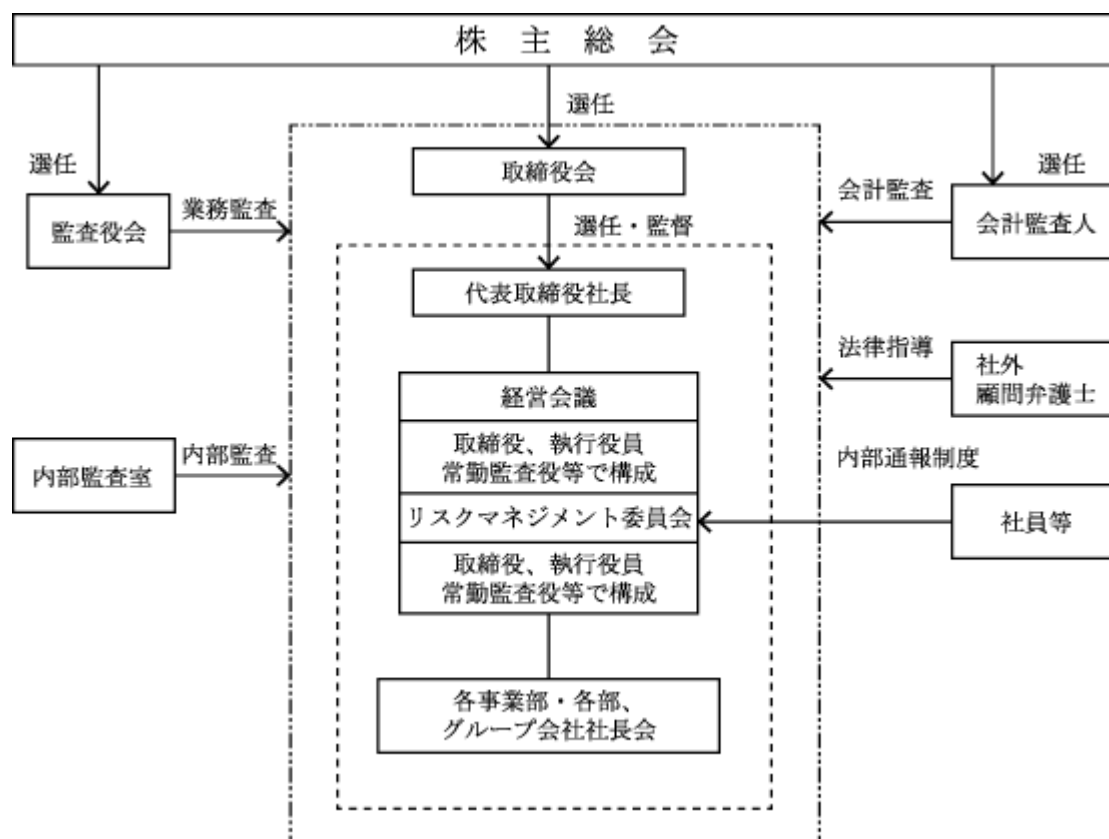 株主総会
選任
選任
選任
取締役会
監査役会
業務監査
会計監査
会計監査人
選任・監督
代表取締役社長
法律指導
社外
顧問弁護士
経営会議
取締役、執行役員
常勤監査役等で構成
内部監査室
内部監査
内部通報制度
リスクマネジメント委員会
社員等
取締役、執行役員
常勤監査役等で構成
各事業部・各部、
グループ会社社長会